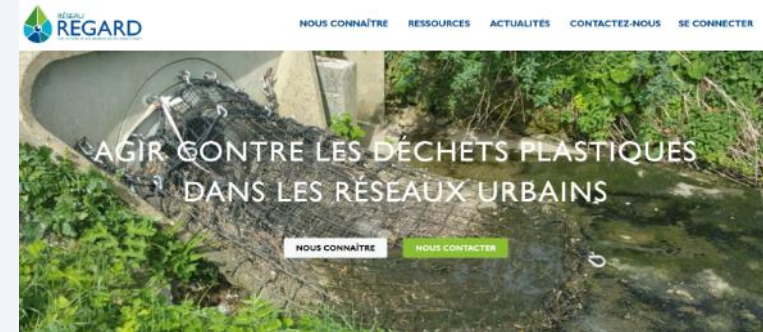 RÉSEAU
REGARD
NOUS CONNAÎTRE RESSOURCES ACTUALITÉS CONTACTEZ-NOUS SE CONNECTER
AGIR CONTRE LES DÉCHETS PLASTIQUES
DANS LES RÉSEAUX URBAINS
NOUS CONNAÎTRE NOUS CONTACTER